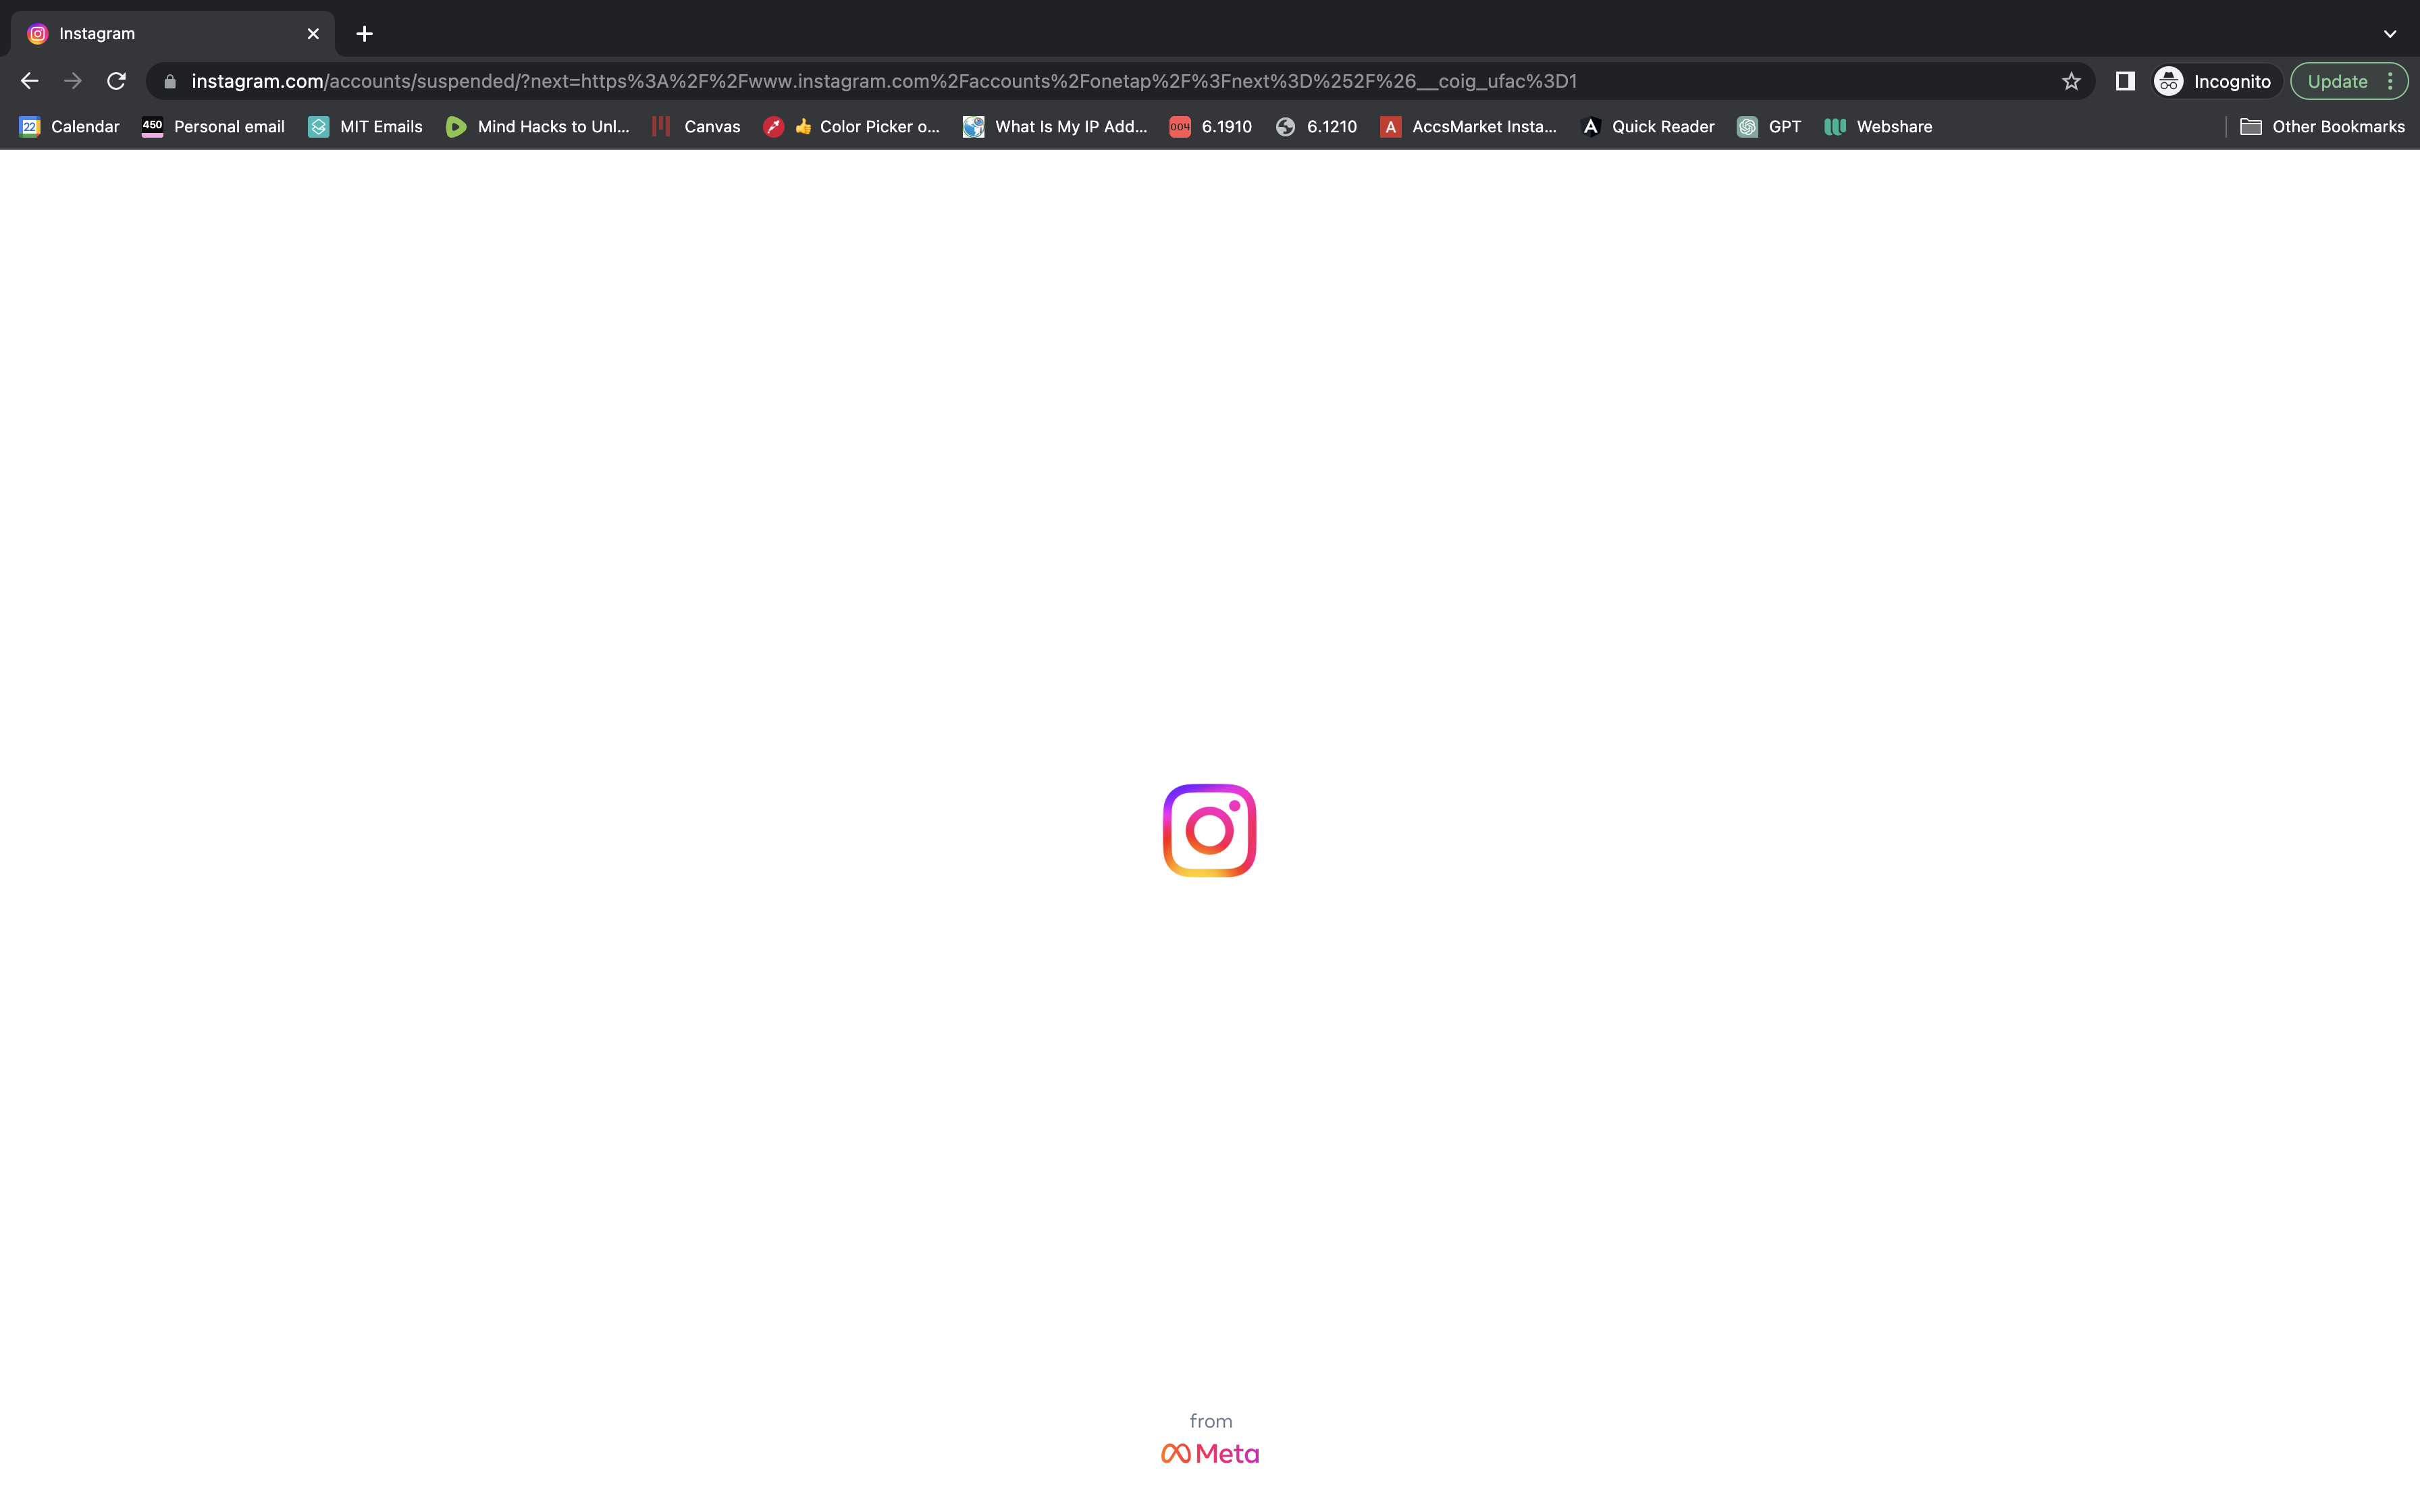 Instagram
instagram.com/accounts/suspended/?next=https%3A%2F%2Fwww.instagram.com%2Faccounts%2Fonetap%2F%3Fnext%3D%252F%26__coig_ufac%3D1
Incognito
Update
22 Calendar 450 Personal email MIT Emails Mind Hacks to Unl... Canvas 👍 Color Picker o... What Is My IP Add... 004 6.1910 6.1210 A AccsMarket Insta... Quick Reader GPT Webshare Other Bookmarks
from
Meta